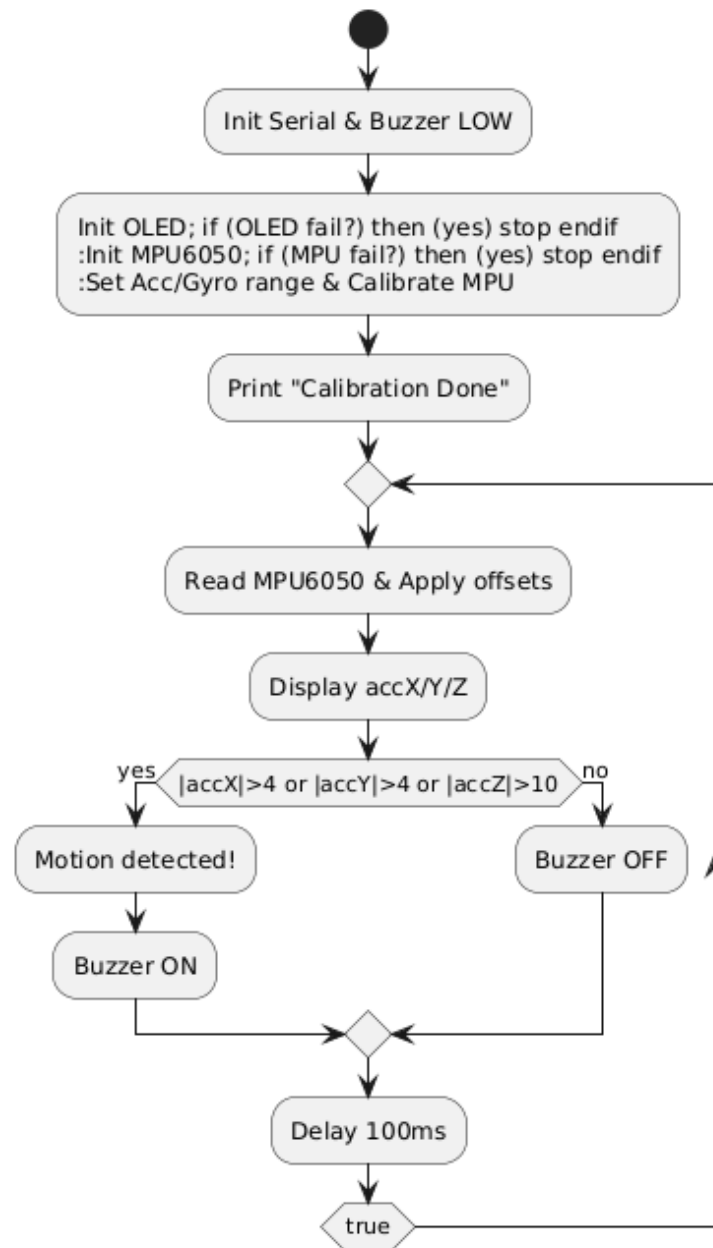 Init Serial & Buzzer LOW
Init OLED; if (OLED fail?) then (yes) stop endif
:Init MPU6050; if (MPU fail?) then (yes) stop endif
:Set Acc/Gyro range & Calibrate MPU
Print "Calibration Done"
Read MPU6050 & Apply offsets
Display accX/Y/Z
yes
|accX|>4 or |accY|>4 or |accZ|>10
no
Motion detected!
Buzzer OFF
Buzzer ON
Delay 100ms
true